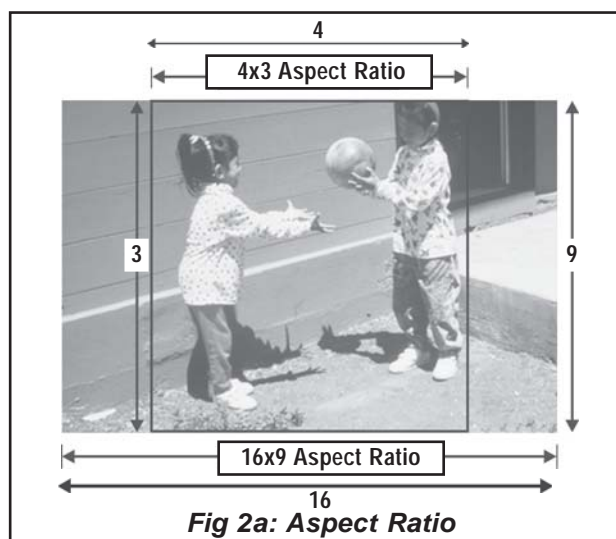 4
4x3 Aspect Ratio
3
9
16x9 Aspect Ratio
16
Fig 2a: Aspect Ratio